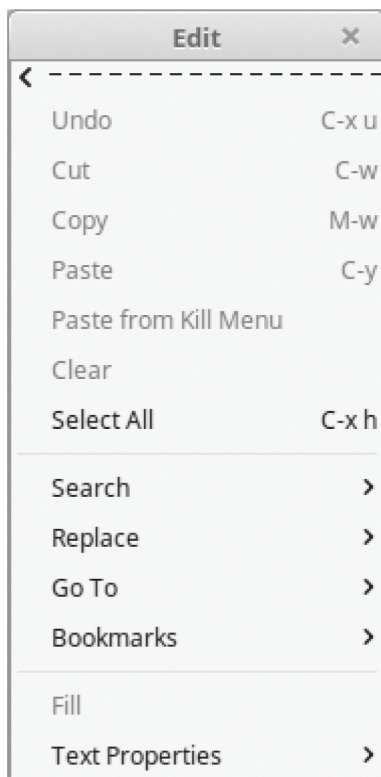 Edit
Undo C-x u
Cut C-w
Copy M-w
Paste C-y
Paste from Kill Menu
Clear
Select All C-x h
Search
Replace
Go To
Bookmarks
Fill
Text Properties